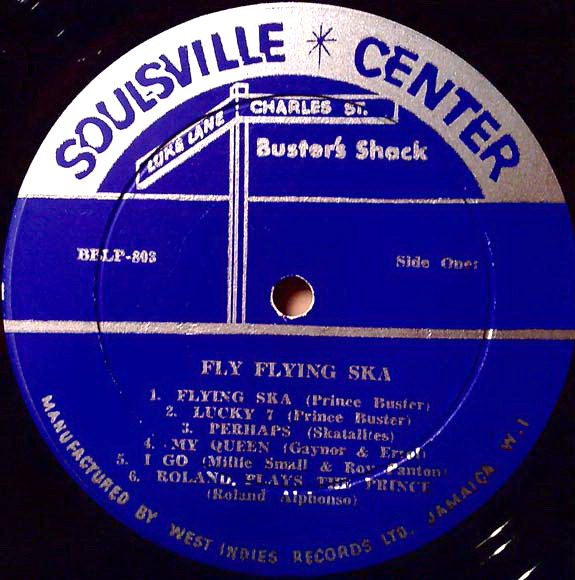 SOULSVILLE * CENTER
CHARLES ST.
LUKE LANE
Buster's Shack
BBLP-803
Side One:
FLY FLYING SKA
1. FLYING SKA (Prince Buster)
2. LUCKY 7 (Prince Buster)
3. PERHAPS (Skatalites)
4. MY QUEEN (Gaynor & Errol)
5. I GO (Millie Small & Roy Panton)
6. ROLAND PLAYS THE PRINCE
(Roland Alphonso)
MANUFACTURED BY WEST INDIES RECORDS LTD. JAMAICA W.I